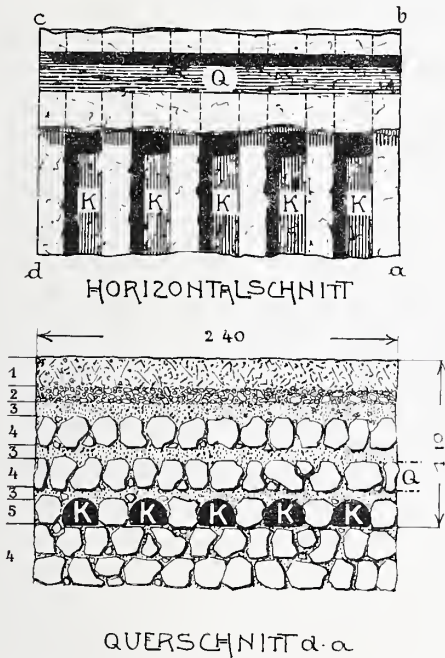 c b
Q
K K K K K
d a
HORIZONTALSCHNITT
2 40
1
2
3
4
3
4 Q
3
5 K K K K K
4
QUERSCHNITT d.a